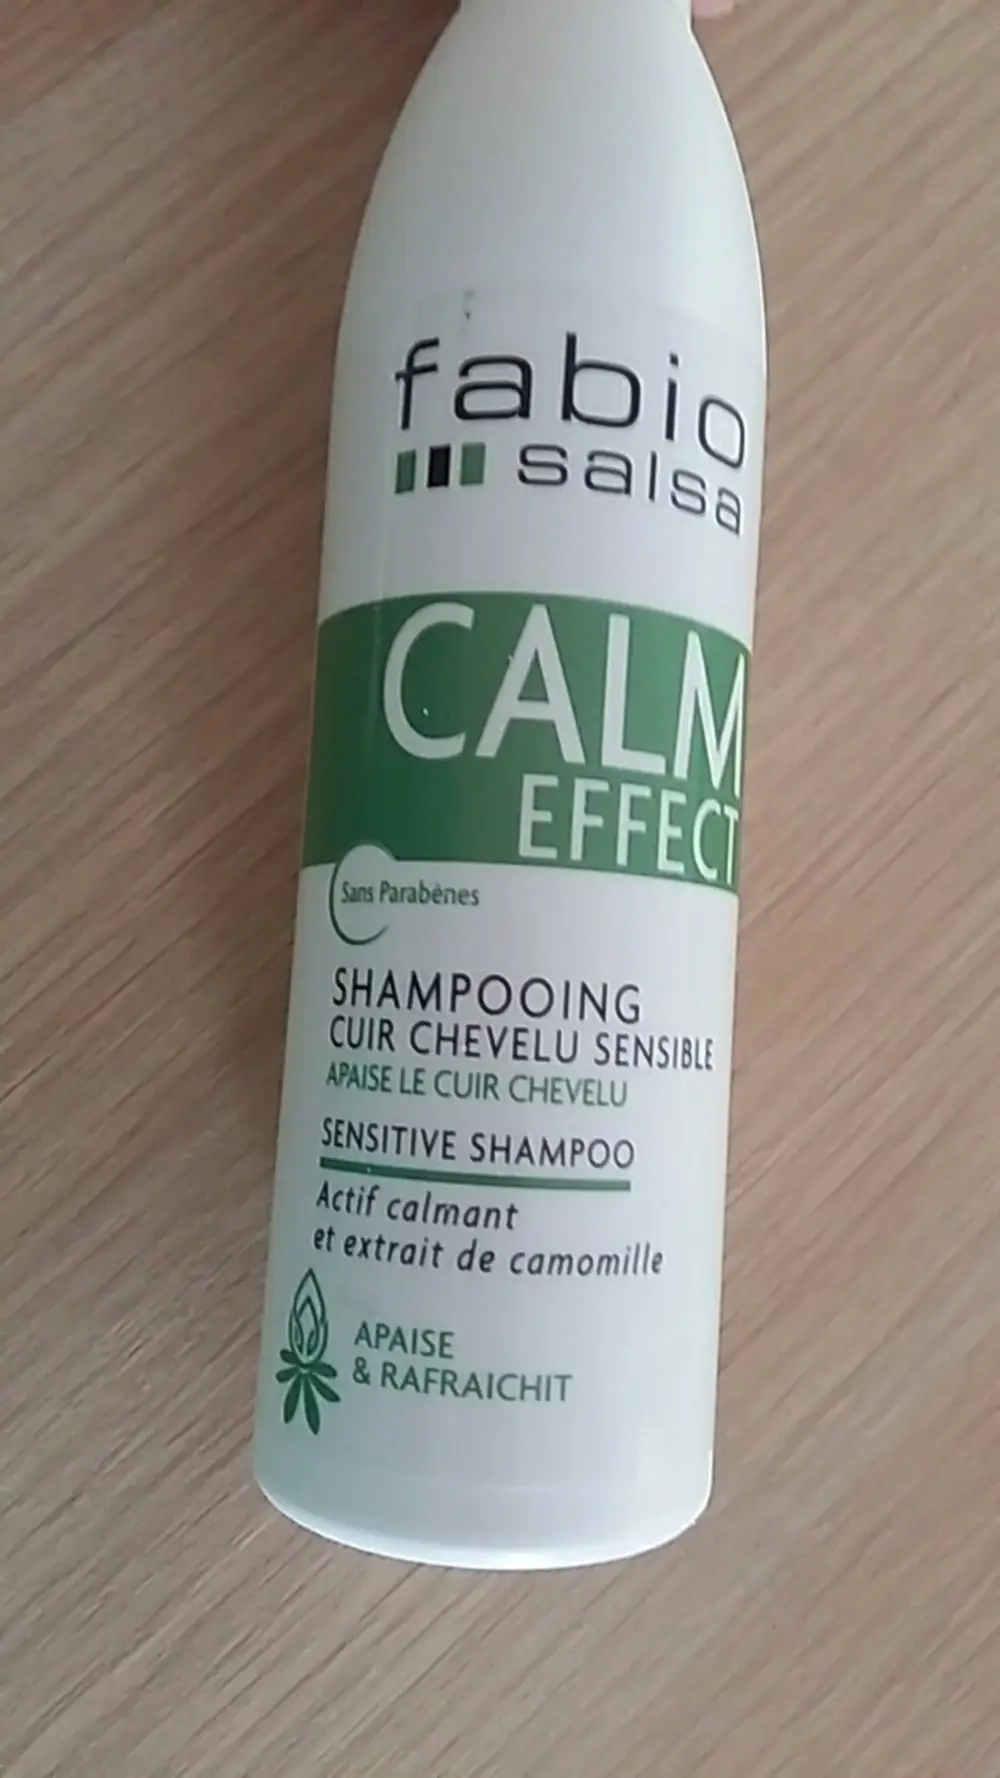 fabio
salsa
CALM
EFFECT
Sans Parabènes
SHAMPOOING
CUIR CHEVELU SENSIBLE
APAISE LE CUIR CHEVELU
SENSITIVE SHAMPOO
Actif calmant
et extrait de camomille
APAISE
& RAFRAICHIT